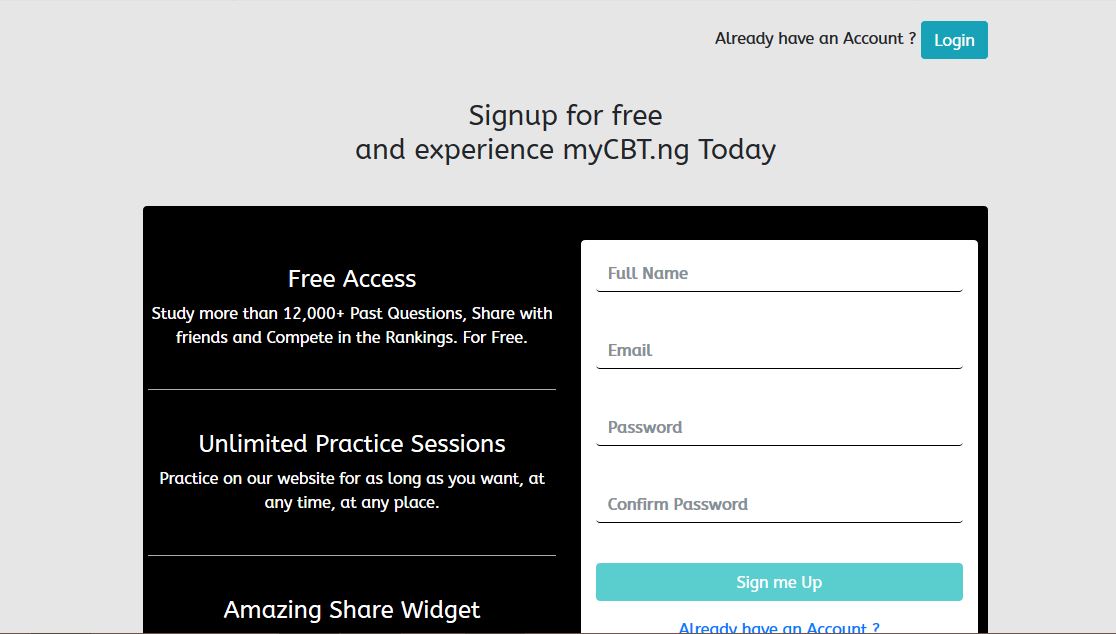 Already have an Account ? Login
Signup for free
and experience myCBT.ng Today
Free Access
Study more than 12,000+ Past Questions, Share with
friends and Compete in the Rankings. For Free.
Unlimited Practice Sessions
Practice on our website for as long as you want, at
any time, at any place.
Amazing Share Widget
Full Name
Email
Password
Confirm Password
Sign me Up
Already have an Account ?